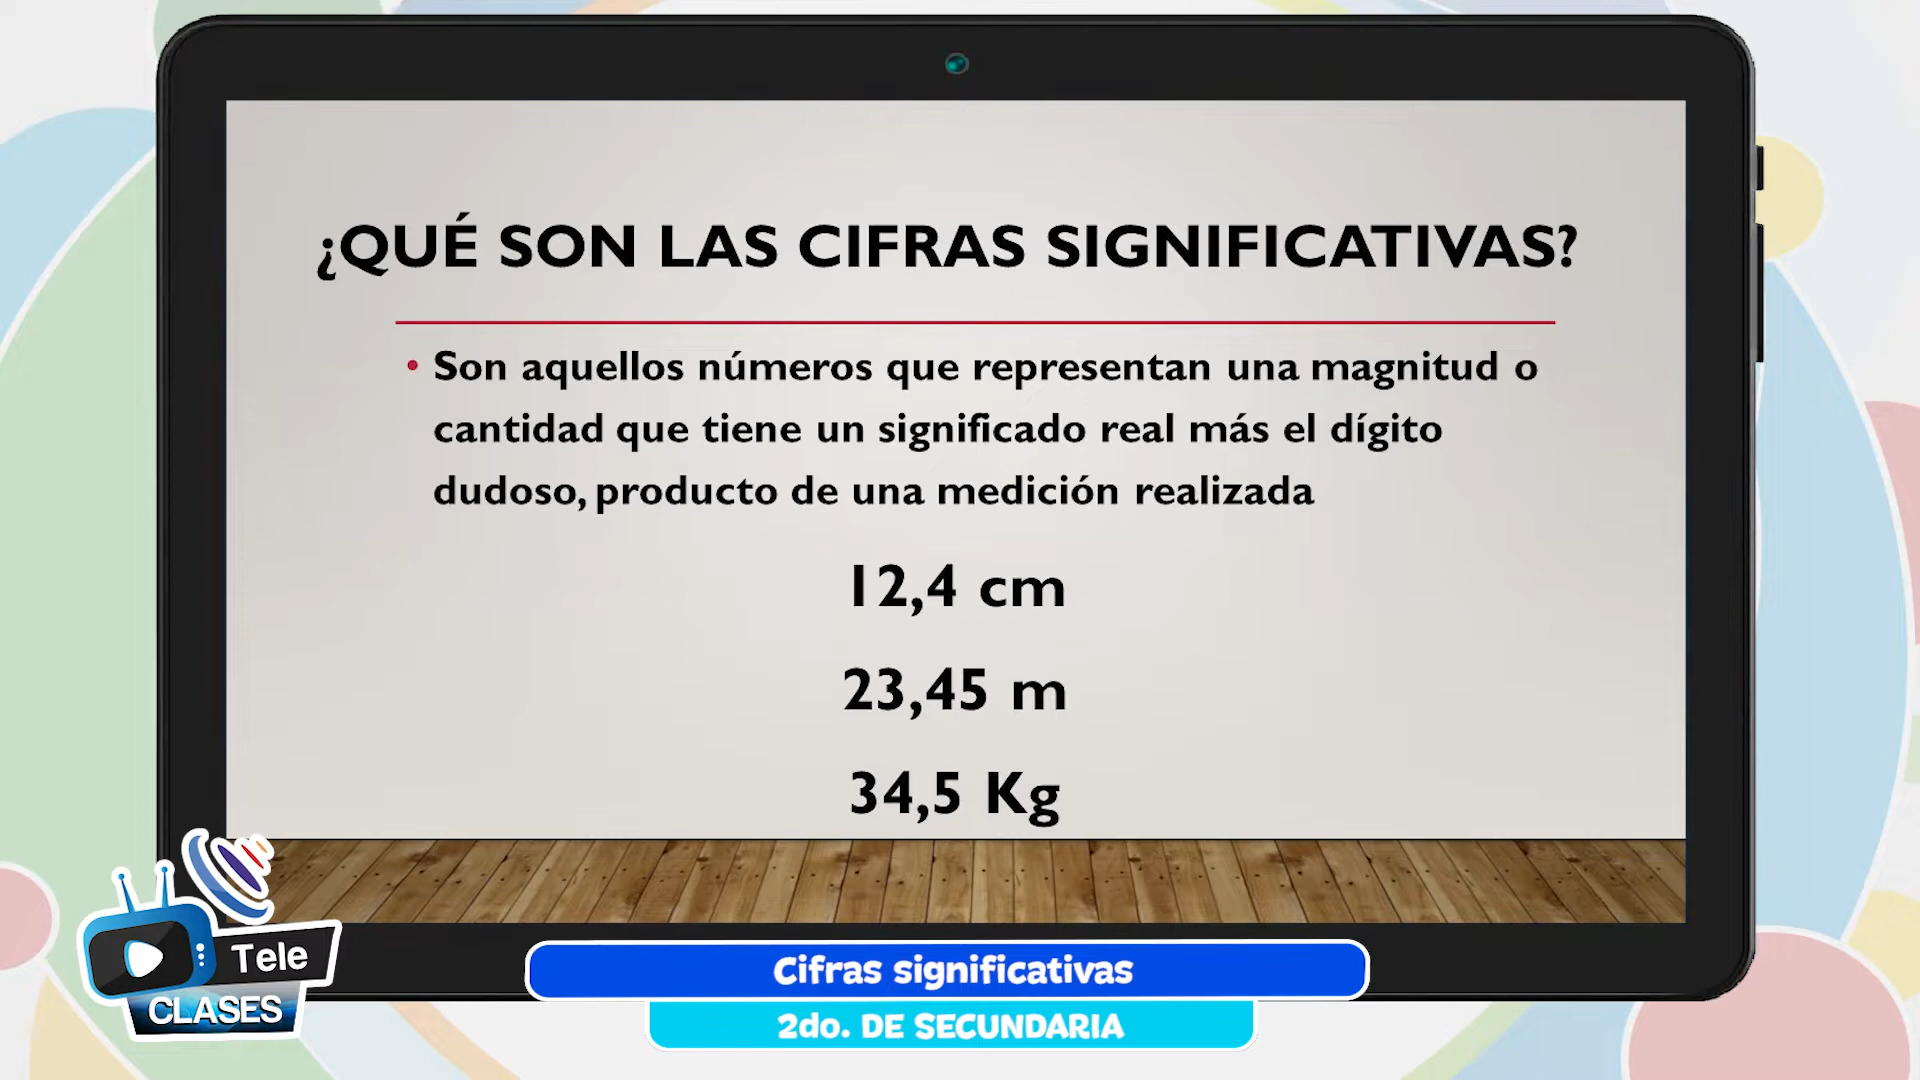 ¿QUÉ SON LAS CIFRAS SIGNIFICATIVAS?
• Son aquellos números que representan una magnitud o
cantidad que tiene un significado real más el dígito
dudoso, producto de una medición realizada
12,4 cm
23,45 m
34,5 Kg
Tele
CLASES
Cifras significativas
2do. DE SECUNDARIA